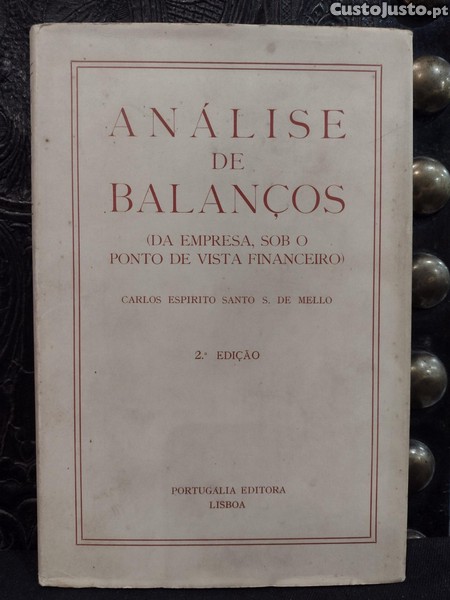 CustoJusto.pt
ANÁLISE
DE
BALANÇOS
(DA EMPRESA, SOB O
PONTO DE VISTA FINANCEIRO)
CARLOS ESPIRITO SANTO S. DE MELLO
2.ª EDIÇÃO
PORTUGÁLIA EDITORA
LISBOA